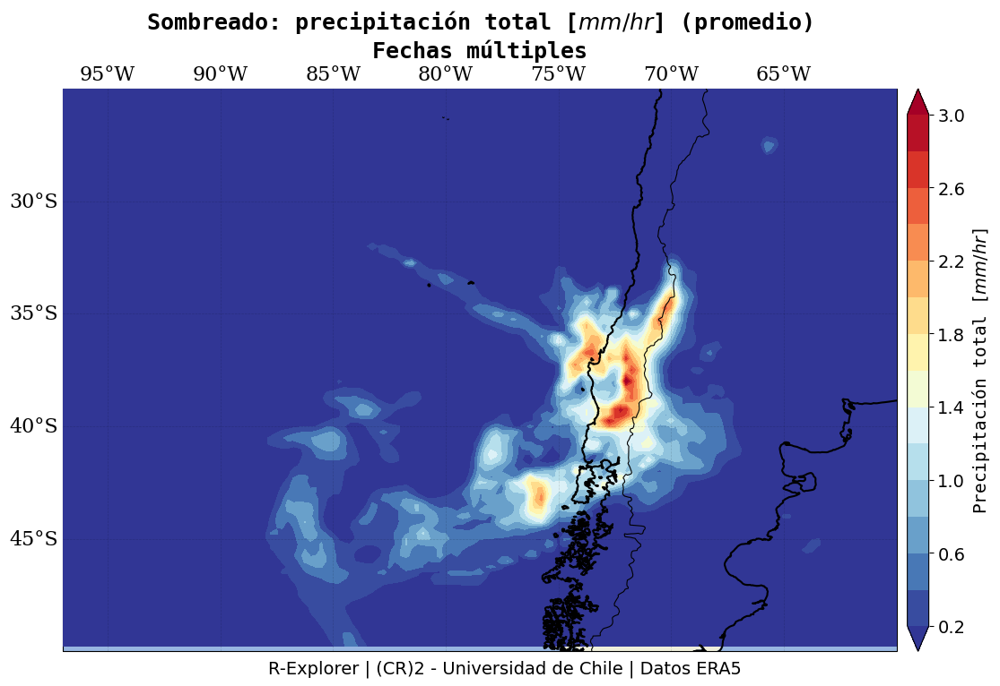 Sombreado: precipitación total [mm/hr] (promedio)
Fechas múltiples
95°W 90°W 85°W 80°W 75°W 70°W 65°W
30°S
35°S
40°S
45°S
3.0
2.6
2.2
1.8
1.4
1.0
0.6
0.2
Precipitación total [mm/hr]
R-Explorer | (CR)2 - Universidad de Chile | Datos ERA5